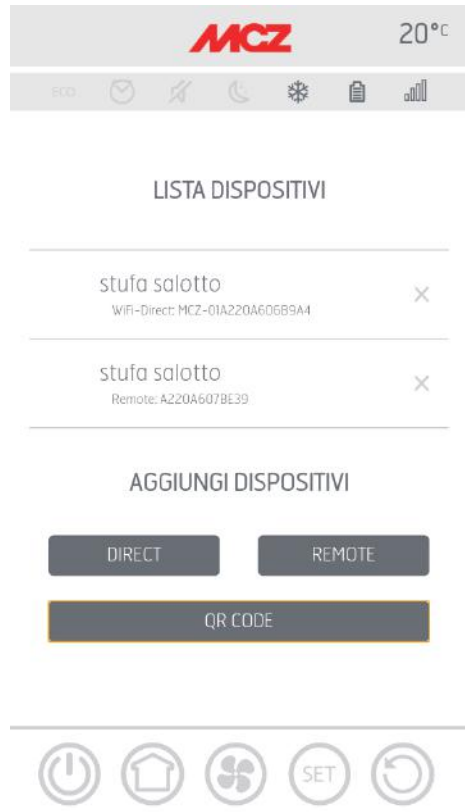 MCZ
20°C
ECO
LISTA DISPOSITIVI
stufa salotto
WiFi-Direct: MCZ-01A220A606B9A4
stufa salotto
Remote: A220A607BE39
AGGIUNGI DISPOSITIVI
DIRECT REMOTE
QR CODE
SET